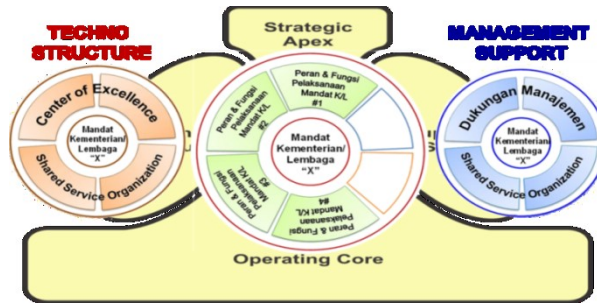 TECHNO
STRUCTURE
Strategic
Apex
MANAGEMENT
SUPPORT
Center of Excellence
Mandat
Kementerian/
Lembaga
"X"
Shared Service Organization
Peran & Fungsi
Pelaksanaan
Mandat K/L
#1
Peran & Fungsi
Pelaksanaan
Mandat K/L
#2
Mandat
Kementerian/
Lembaga
"X"
Peran & Fungsi
Pelaksanaan
Mandat K/L
#3
Peran & Fungsi
Pelaksanaan
Mandat K/L
#4
Dukungan Manajemen
Mandat
Kementerian/
Lembaga
"X"
Shared Service Organization
Operating Core